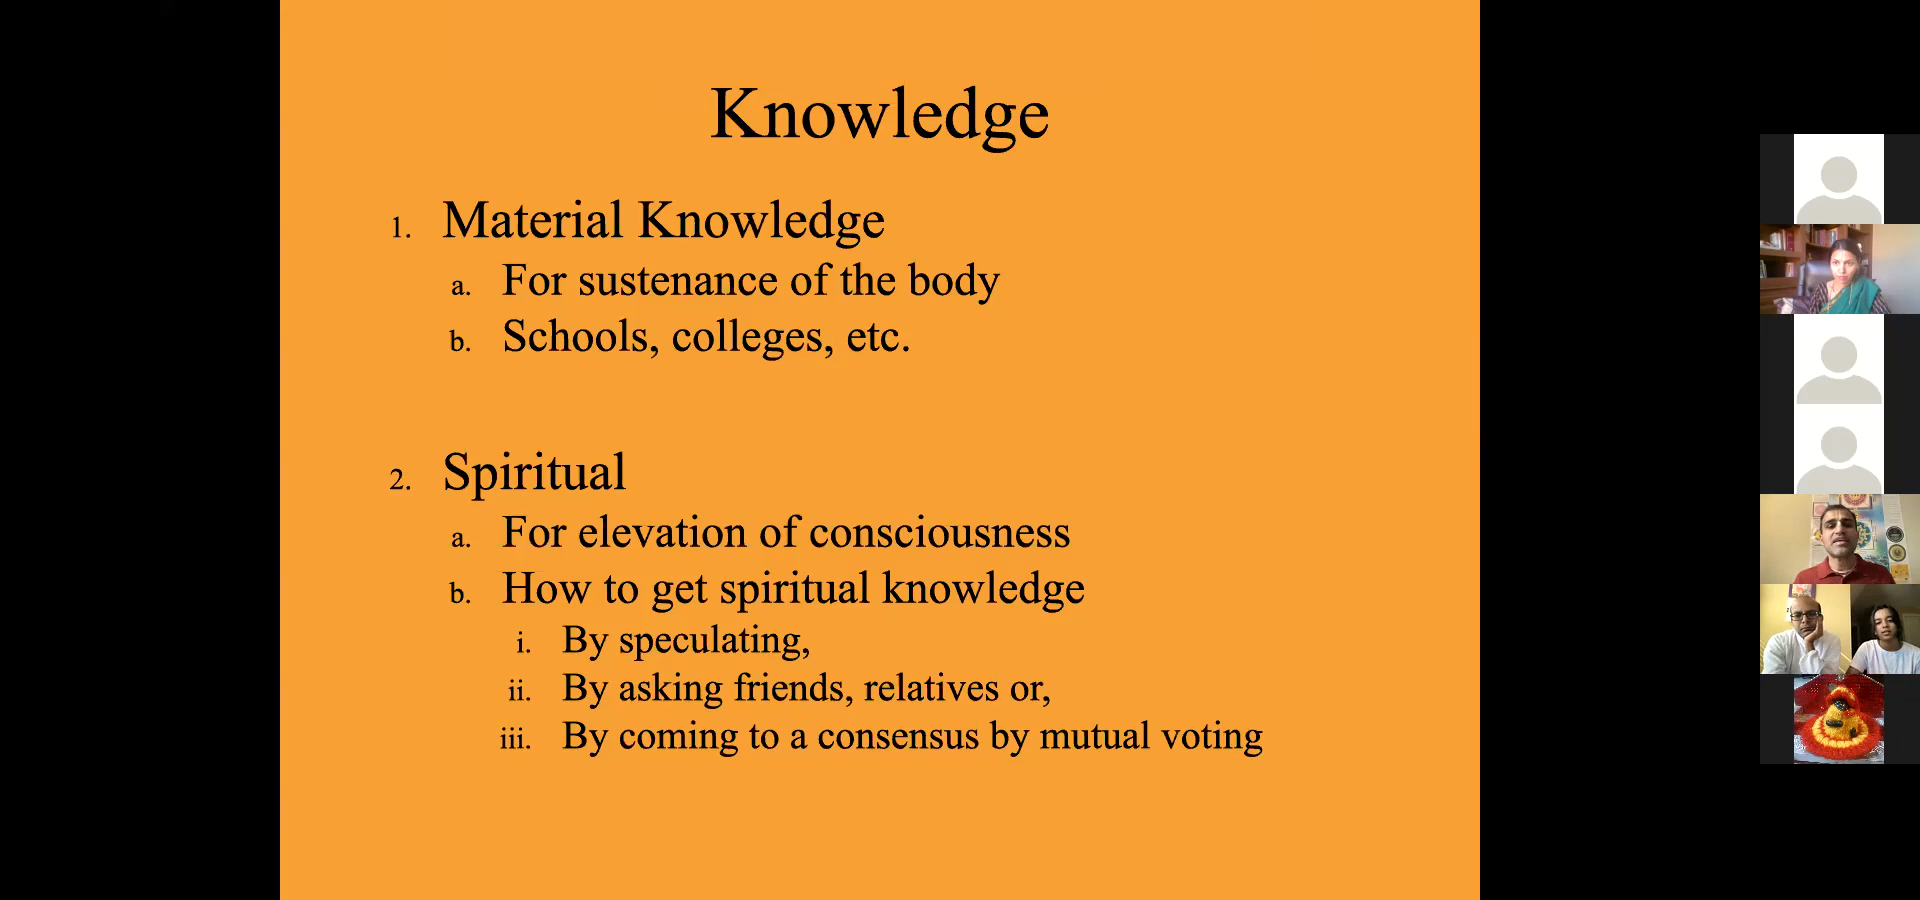 Knowledge
1. Material Knowledge
a. For sustenance of the body
b. Schools, colleges, etc.
2. Spiritual
a. For elevation of consciousness
b. How to get spiritual knowledge
i. By speculating,
ii. By asking friends, relatives or,
iii. By coming to a consensus by mutual voting